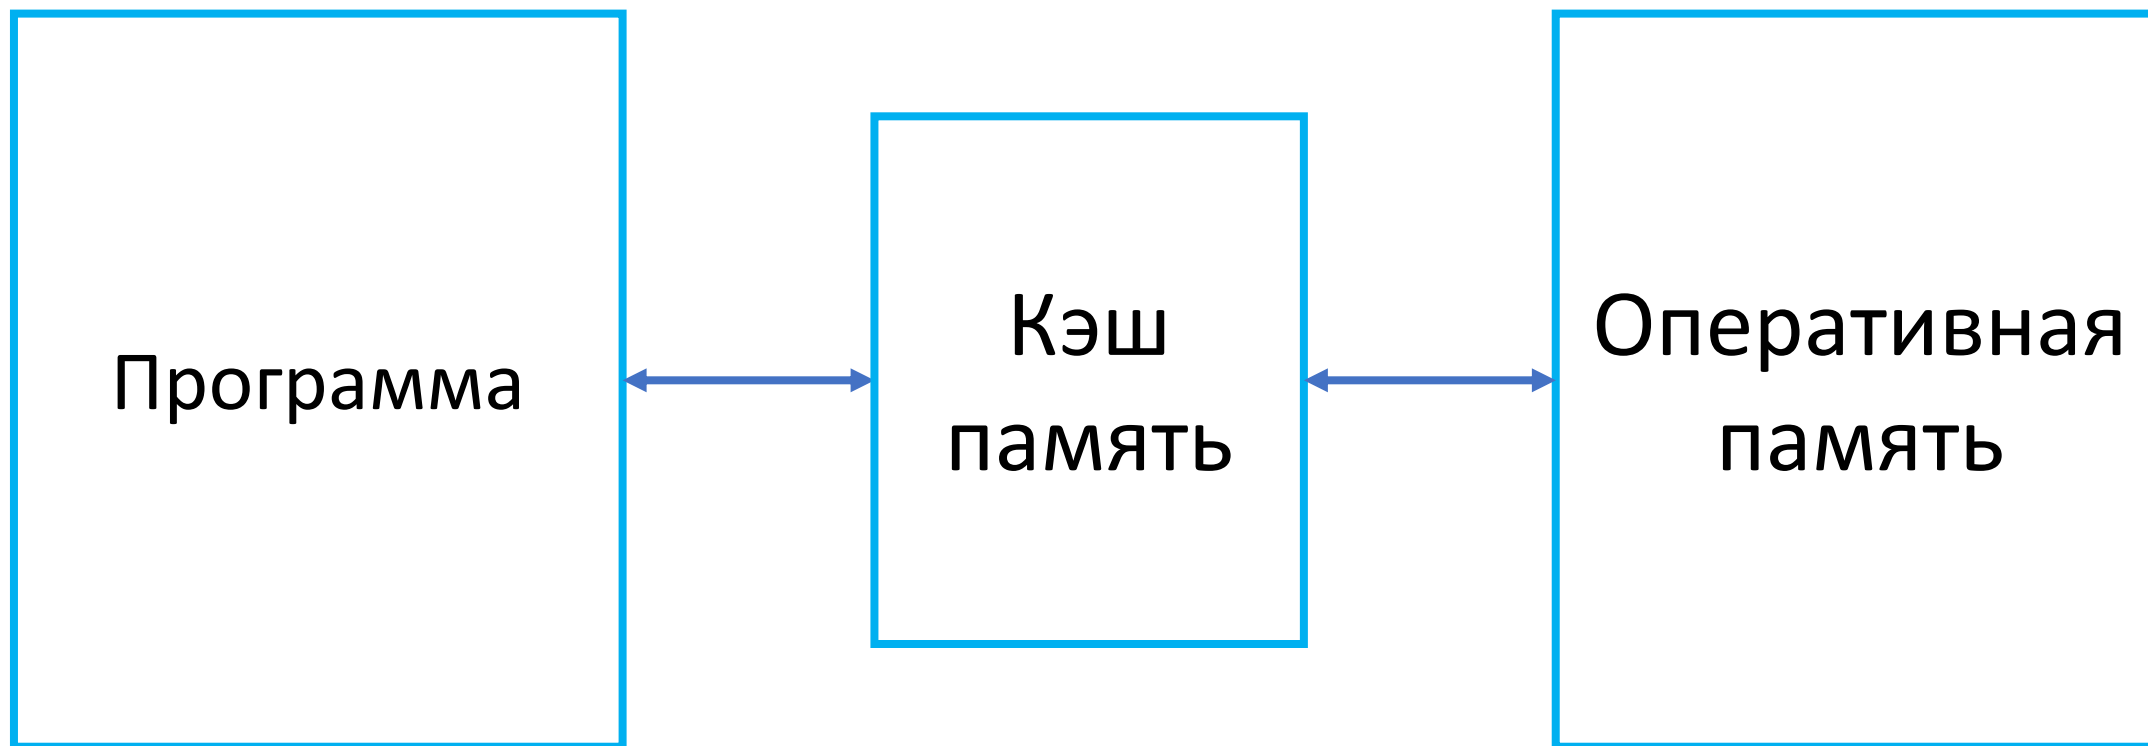 Программа
Кэш
память
Оперативная
память